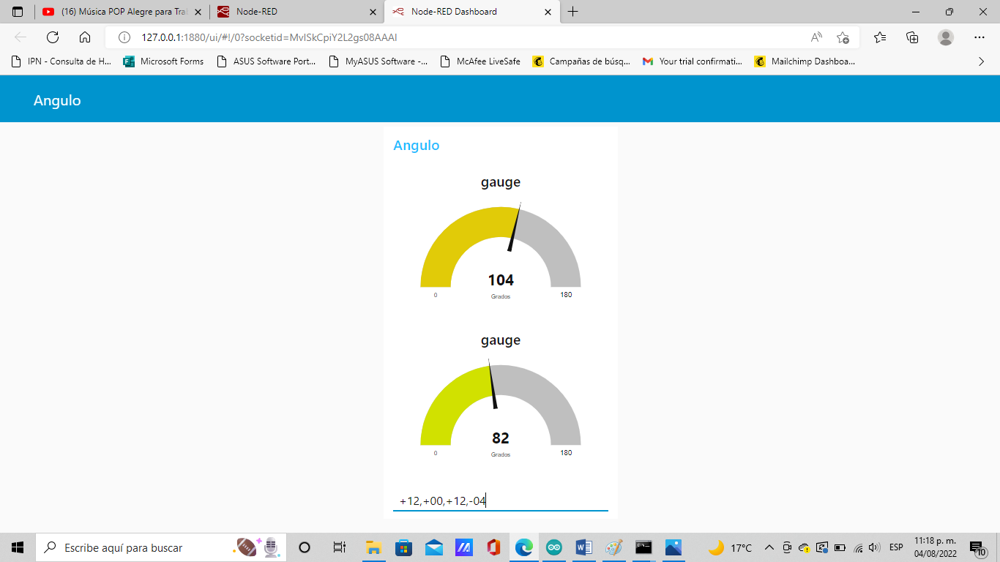 (16) Música POP Alegre para Tra
Node-RED
Node-RED Dashboard
127.0.0.1:1880/ui/#!/0?socketid=MvISkCpiY2L2gs08AAAI
IPN - Consulta de H...
Microsoft Forms
ASUS Software Port...
MyASUS Software -...
McAfee LiveSafe
Campañas de búsq...
Your trial confirmati...
Mailchimp Dashboa...
Angulo
Angulo
gauge
104
Grados
0
180
gauge
82
Grados
0
180
+12,+00,+12,-04
Escribe aquí para buscar
17°C
ESP
11:18 p. m.
04/08/2022
10